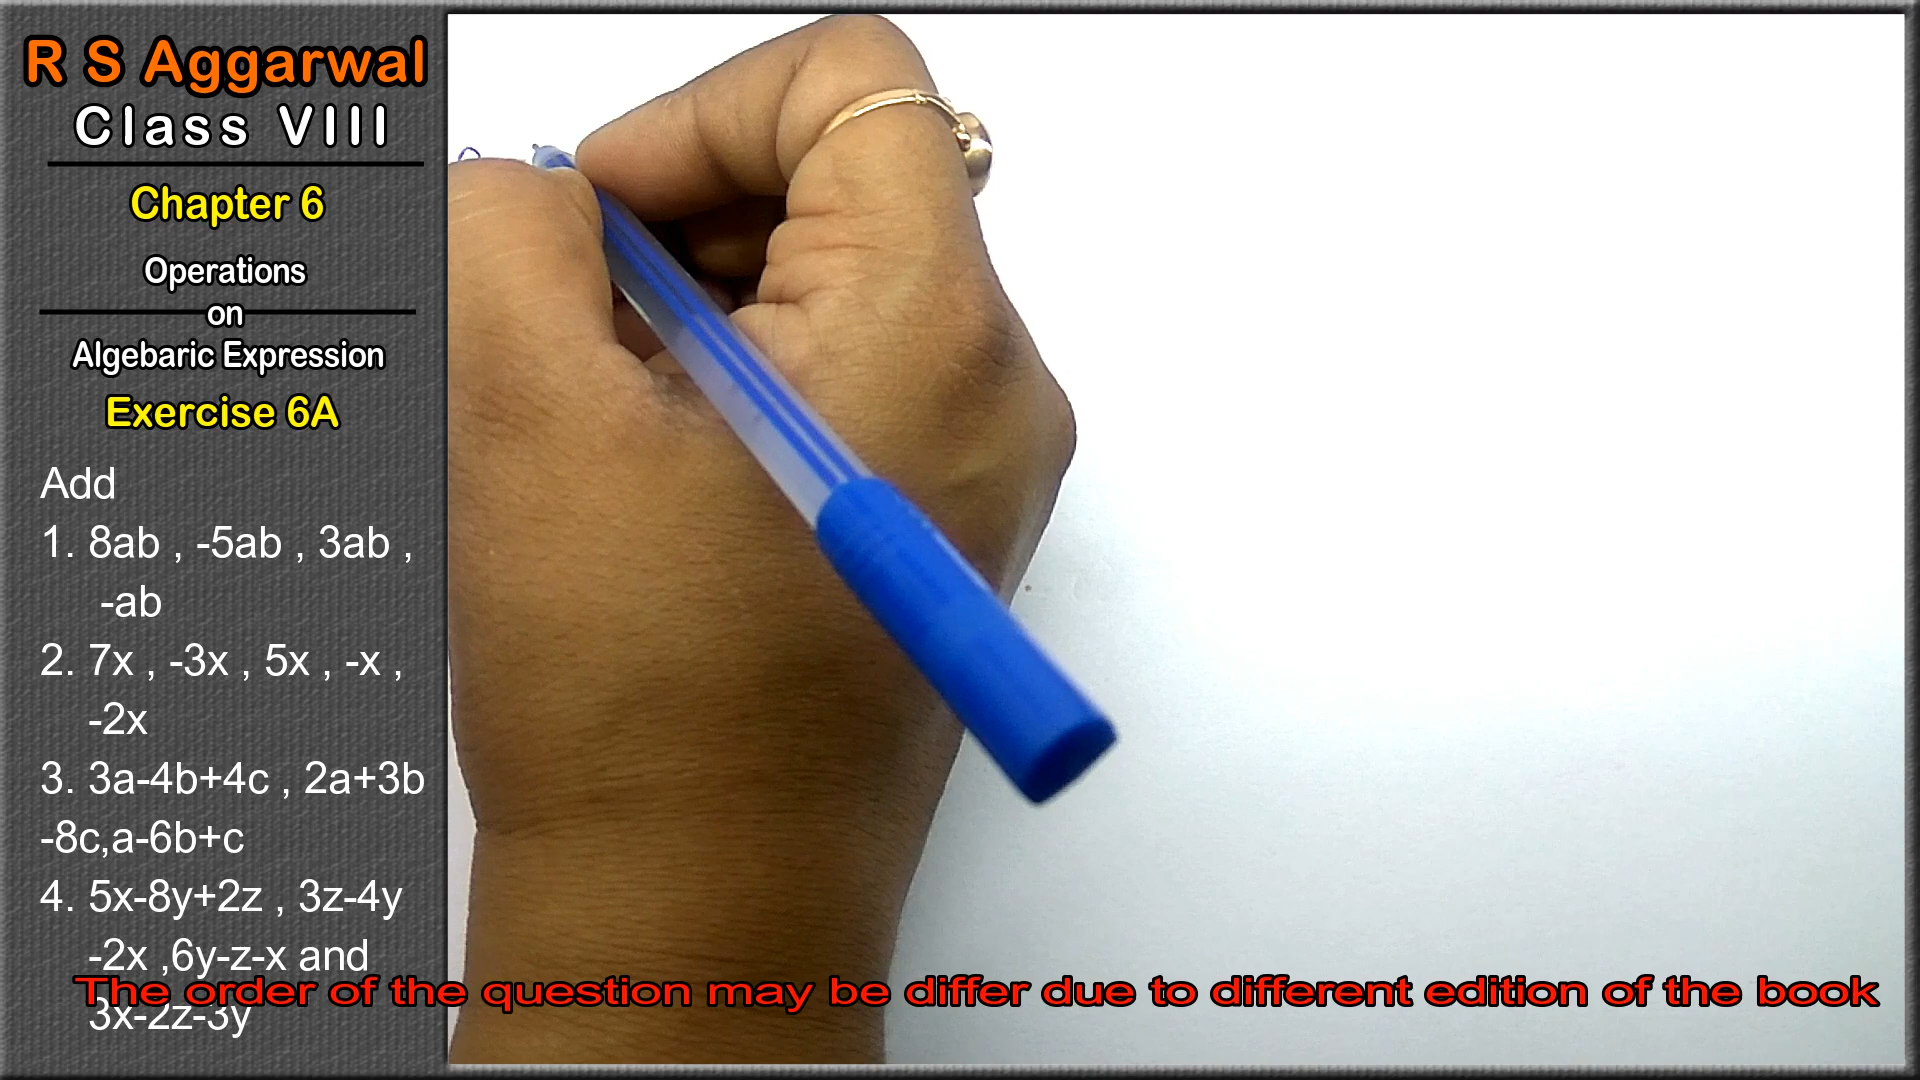 R S Aggarwal
Class VIII
Chapter 6
Operations
on
Algebaric Expression
Exercise 6A
Add
1. 8ab , -5ab , 3ab ,
-ab
2. 7x , -3x , 5x , -x ,
-2x
3. 3a-4b+4c , 2a+3b
-8c,a-6b+c
4. 5x-8y+2z , 3z-4y
-2x ,6y-z-x and
3x-2z-3y
The order of the question may be differ due to different edition of the book